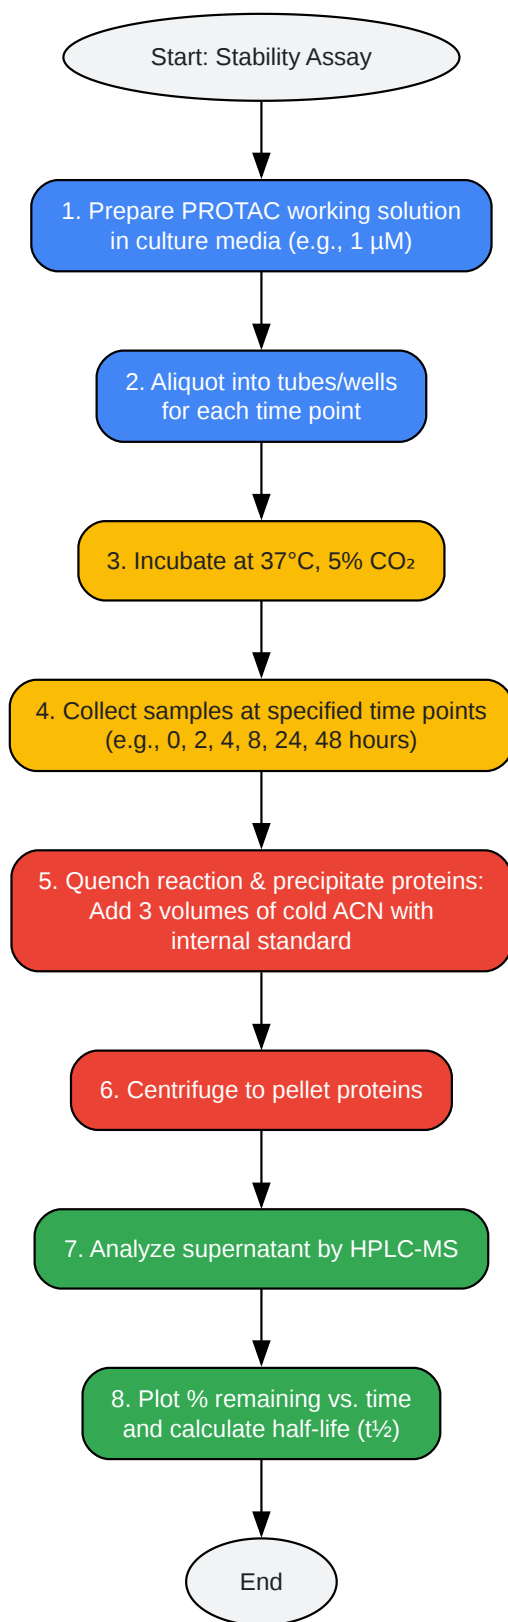 Start: Stability Assay
1. Prepare PROTAC working solution
in culture media (e.g., 1 µM)
2. Aliquot into tubes/wells
for each time point
3. Incubate at 37°C, 5% CO₂
4. Collect samples at specified time points
(e.g., 0, 2, 4, 8, 24, 48 hours)
5. Quench reaction & precipitate proteins:
Add 3 volumes of cold ACN with
internal standard
6. Centrifuge to pellet proteins
7. Analyze supernatant by HPLC-MS
8. Plot % remaining vs. time
and calculate half-life (t½)
End